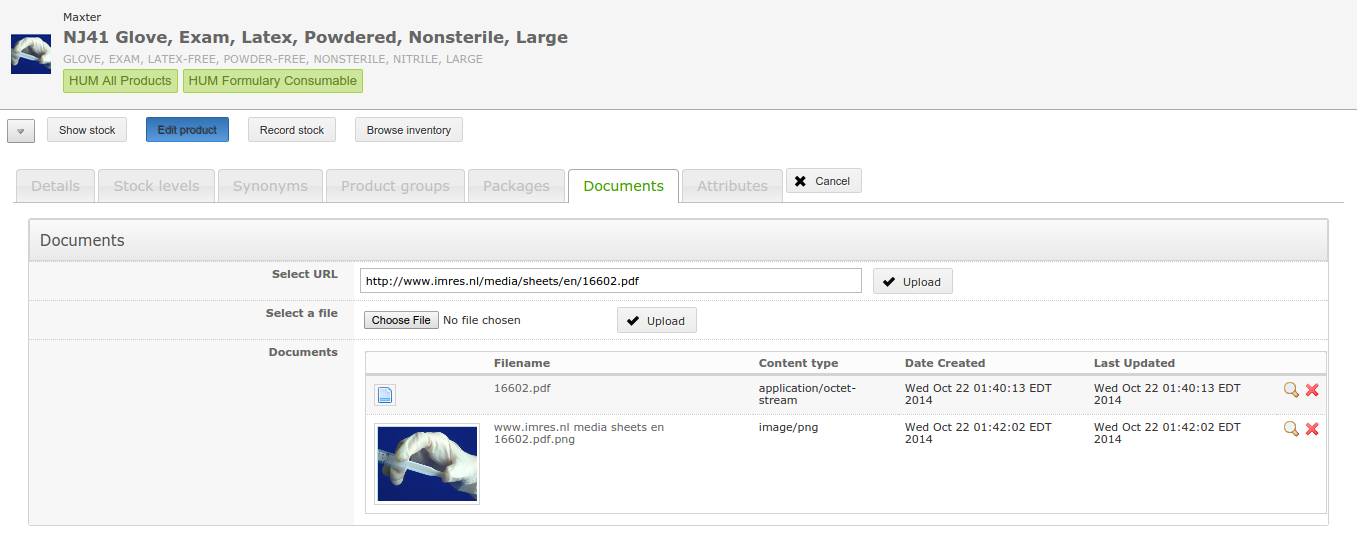 Maxter
NJ41 Glove, Exam, Latex, Powdered, Nonsterile, Large
GLOVE, EXAM, LATEX-FREE, POWDER-FREE, NONSTERILE, NITRILE, LARGE
HUM All Products HUM Formulary Consumable
Show stock Edit product Record stock Browse inventory
Details Stock levels Synonyms Product groups Packages Documents Attributes Cancel
Documents
Select URL http://www.imres.nl/media/sheets/en/16602.pdf Upload
Select a file Choose File No file chosen Upload
Documents
Filename Content type Date Created Last Updated
16602.pdf application/octet- Wed Oct 22 01:40:13 EDT Wed Oct 22 01:40:13 EDT
stream 2014 2014
www.imres.nl media sheets en image/png Wed Oct 22 01:42:02 EDT Wed Oct 22 01:42:02 EDT
16602.pdf.png 2014 2014